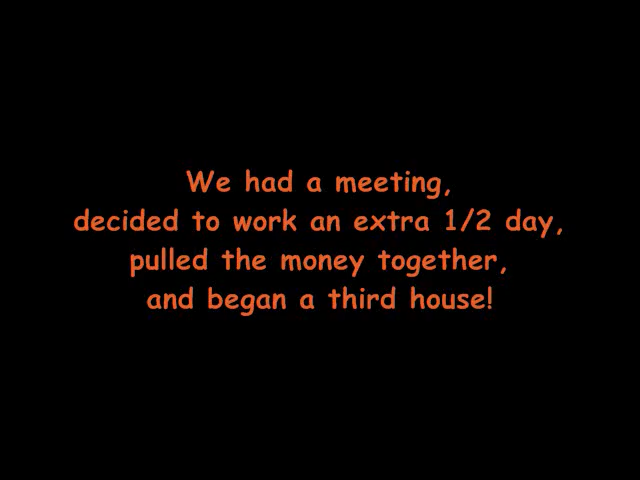 We had a meeting,
decided to work an extra 1/2 day,
pulled the money together,
and began a third house!